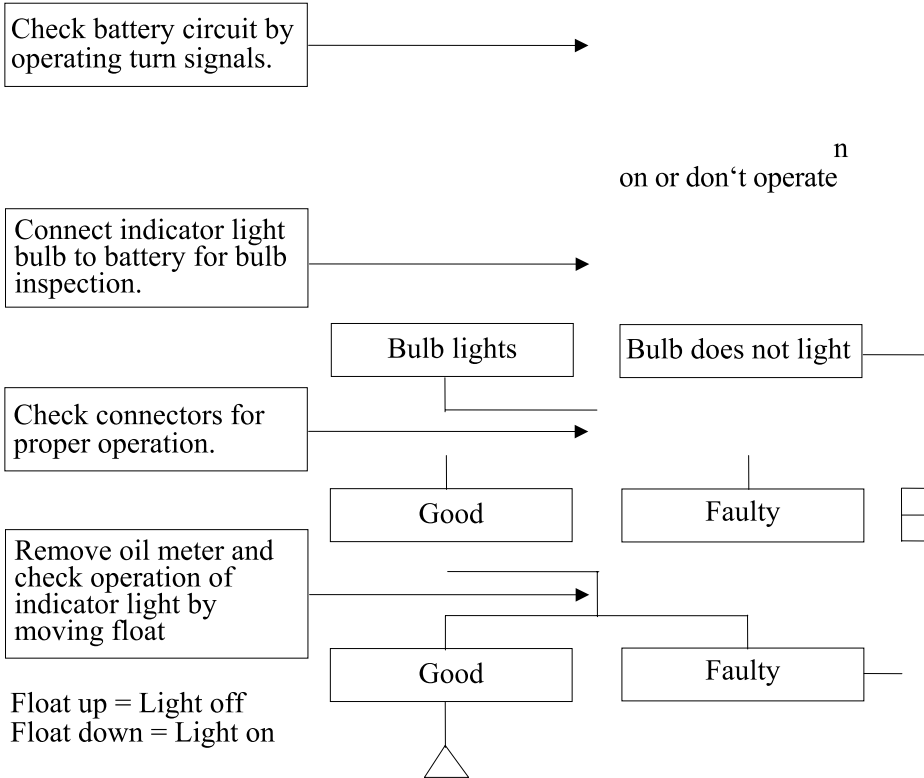 Check battery circuit by
operating turn signals.
n
on or don‘t operate
Connect indicator light
bulb to battery for bulb
inspection.
Bulb lights
Bulb does not light
Check connectors for
proper operation.
Good
Faulty
Remove oil meter and
check operation of
indicator light by
moving float
Good
Faulty
Float up = Light off
Float down = Light on